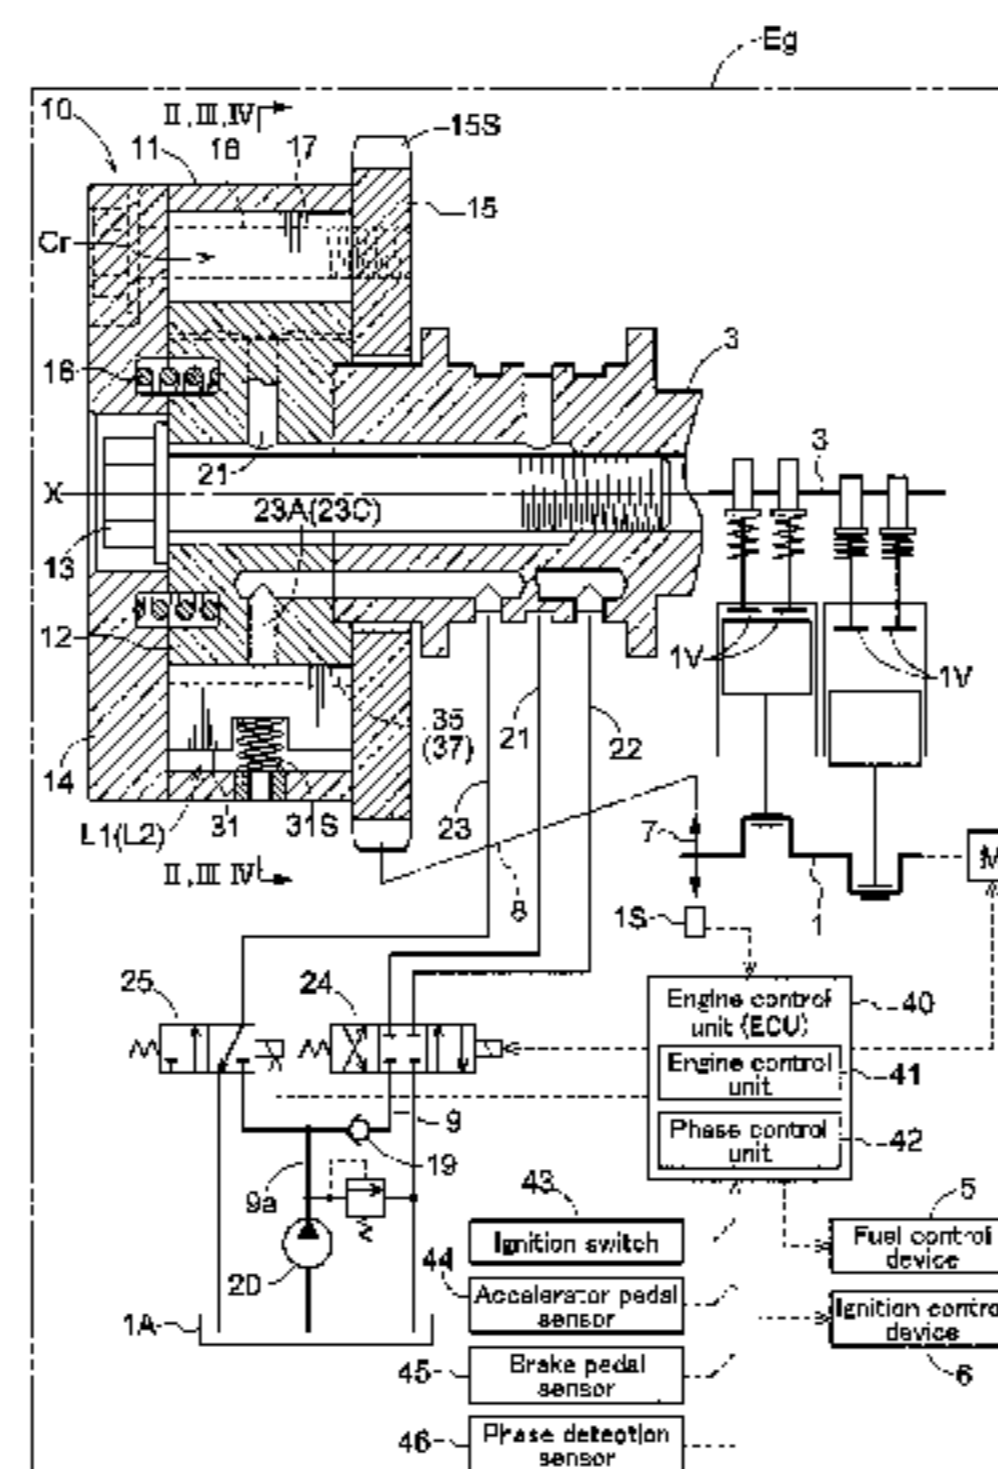 Eg
10
II, III, IV
11
16
17
15S
15
Cr
18
3
21
X
23A(23C)
3
13
12
1V
1V
35
(37)
21
22
14
L1(L2)
31
31S
23
7
II, III IV
8
1S
1
M
25
24
Engine control
unit (ECU)
40
Engine control
unit
41
Phase control
unit
42
9
19
9a
43
5
Ignition switch
Fuel control
device
20
44
Accelerator pedal
sensor
Ignition contro
device
1A
45
Brake pedal
sensor
6
46
Phase detection
sensor